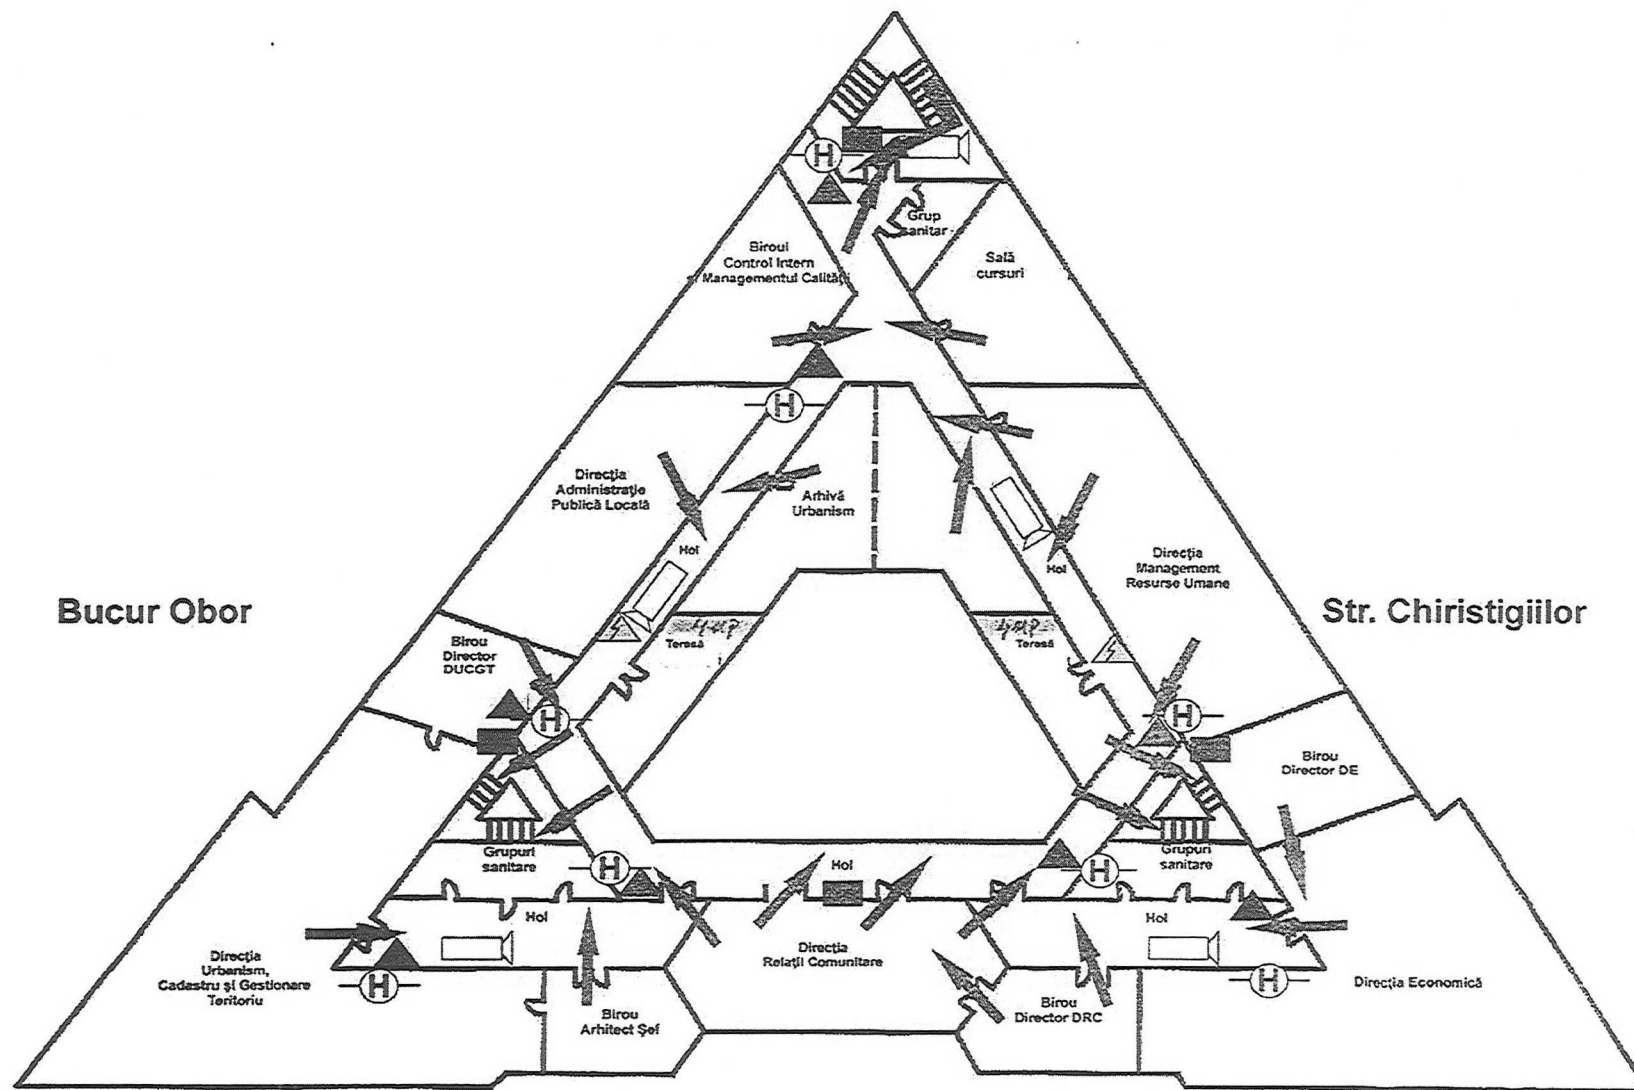 H
Grup
sanitar
Biroul
Control Intern
Managementul Calității
Sală
cursuri
H
Direcția
Administrație
Publică Locală
Arhivă
Urbanism
Hol
Hol
Direcția
Management
Resurse Umane
Bucur Obor
Str. Chiristigiilor
Birou
Director
DUCGT
Terasă
Terasă
H
H
Birou
Director DE
Grupuri
sanitare
H
Hol
H
Grupuri
sanitare
Hol
Hol
Direcția
Urbanism,
Cadastru și Gestionare
Teritoriu
H
Direcția
Relații Comunitare
H
Direcția Economică
Birou
Arhitect Șef
Birou
Director DRC